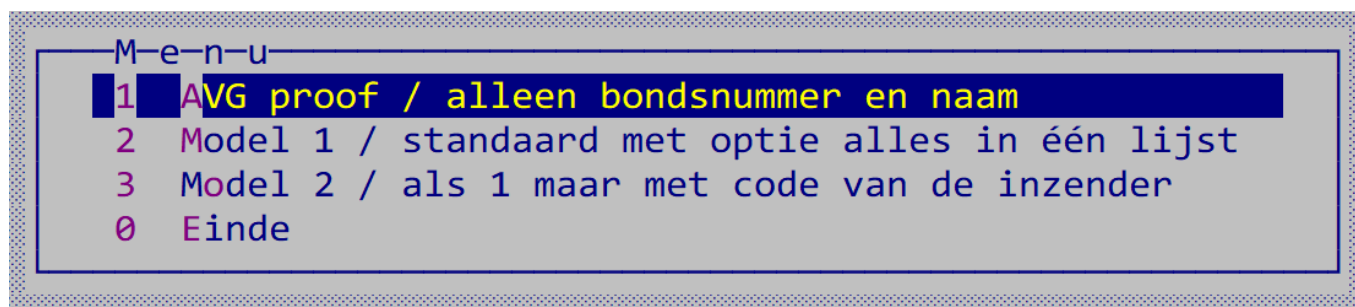 Menu
1 AVG proof / alleen bondsnummer en naam
2 Model 1 / standaard met optie alles in één lijst
3 Model 2 / als 1 maar met code van de inzender
0 Einde